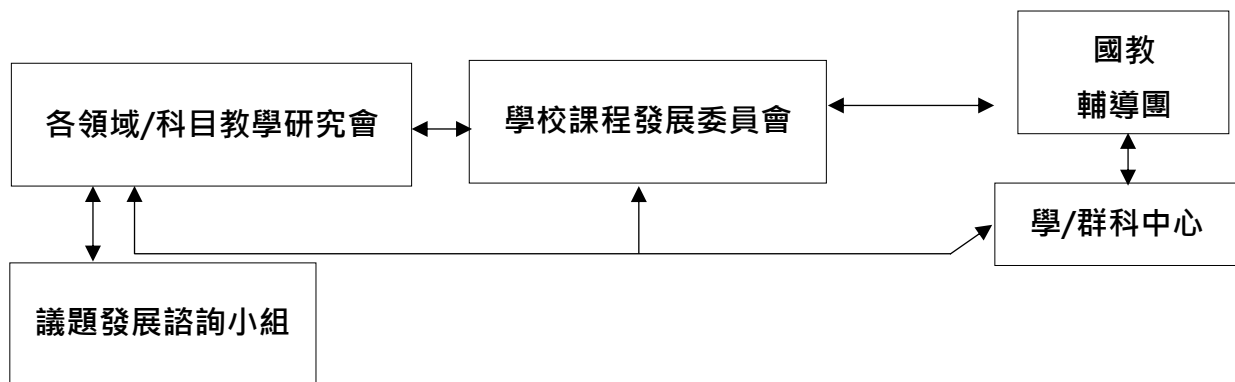 國教
輔導團
各領域/科目教學研究會
學校課程發展委員會
學/群科中心
議題發展諮詢小組